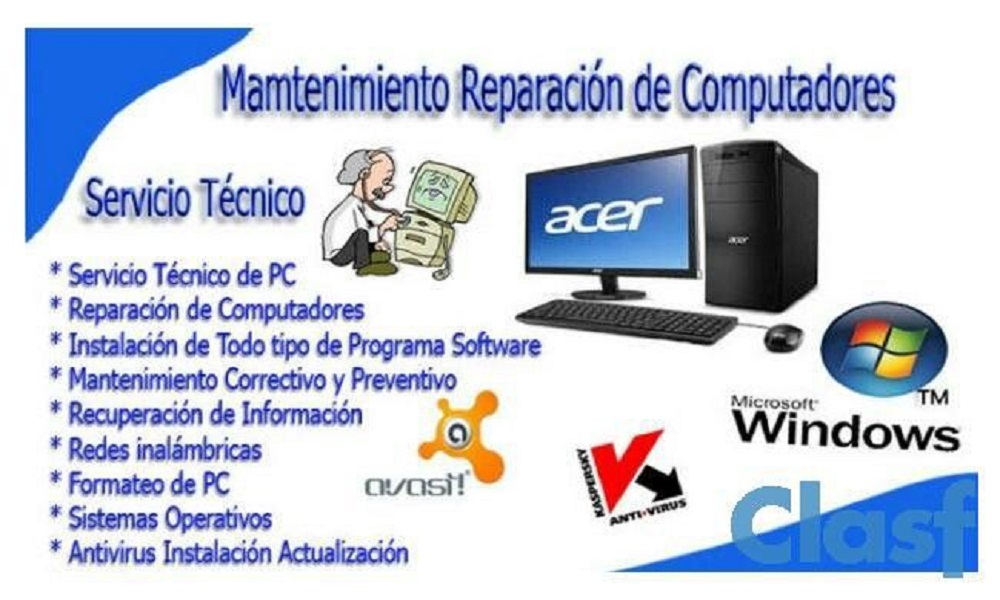 Mamtenimiento Reparación de Computadores
Servicio Técnico
* Servicio Técnico de PC
* Reparación de Computadores
* Instalación de Todo tipo de Programa Software
* Mantenimiento Correctivo y Preventivo
* Recuperación de Información
* Redes inalámbricas
* Formateo de PC
* Sistemas Operativos
* Antivirus Instalación Actualización
acer
acer
TM
Microsoft®
Windows
a
avast!®
KASPERSKY
ANTI•VIRUS
Clasf